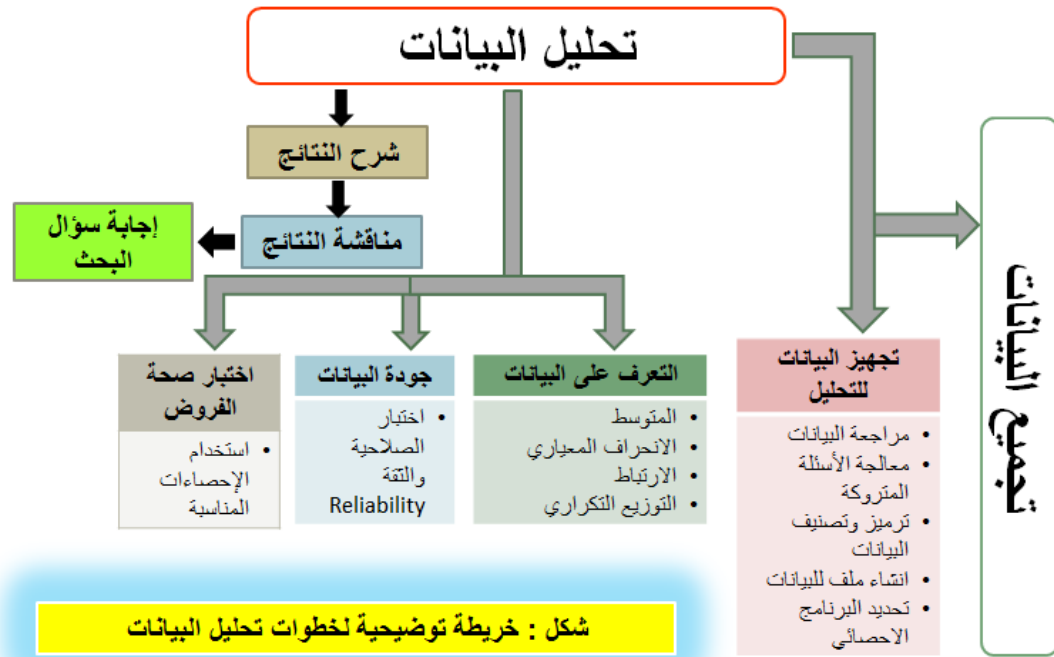 تحليل البيانات
تجميع البيانات
شرح النتائج
مناقشة النتائج
إجابة سؤال
البحث
تجهيز البيانات
للتحليل
• مراجعة البيانات
• معالجة الأسئلة
المتروكة
• ترميز وتصنيف
البيانات
• انشاء ملف للبيانات
• تحديد البرنامج
الاحصائي
التعرف على البيانات
• المتوسط
• الانحراف المعياري
• الارتباط
• التوزيع التكراري
جودة البيانات
• اختبار
الصلاحية
والثقة
Reliability
اختبار صحة
الفروض
• استخدام
الإحصاءات
المناسبة
شكل : خريطة توضيحية لخطوات تحليل البيانات